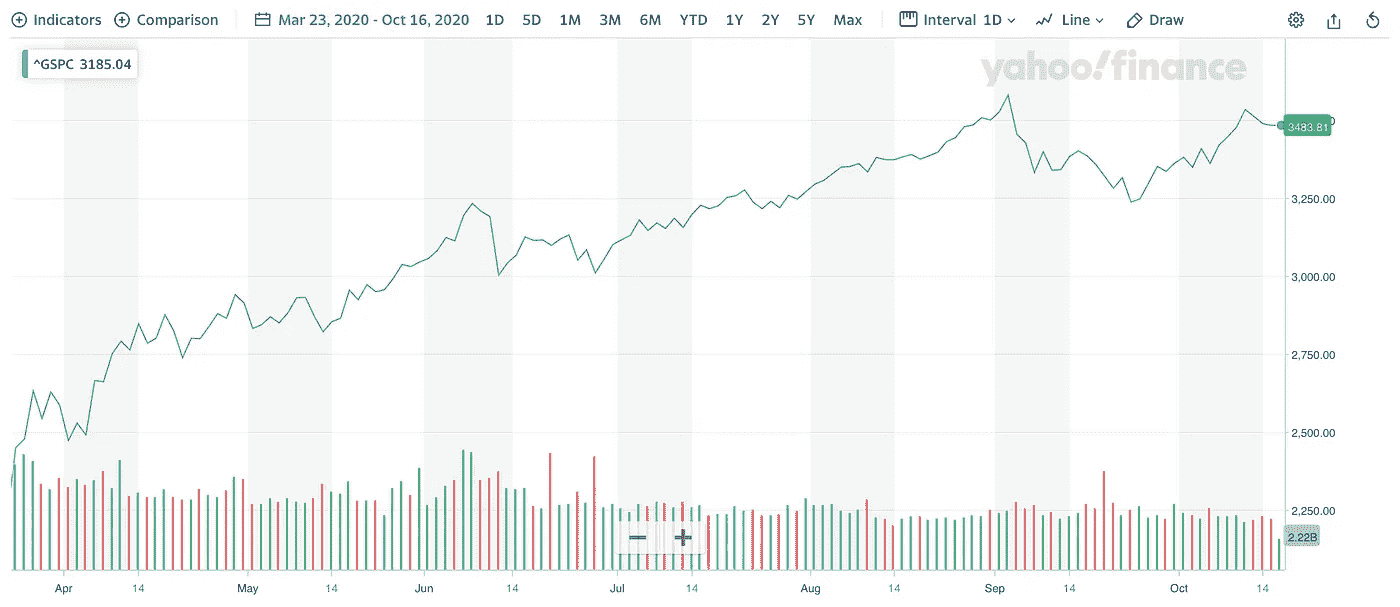 Indicators Comparison Mar 23, 2020 - Oct 16, 2020 1D 5D 1M 3M 6M YTD 1Y 2Y 5Y Max Interval 1D Line Draw
^GSPC 3185.04
yahoo!finance
3483.81
3,250.00
3,000.00
2,750.00
2,500.00
2,250.00
2.22B
Apr 14 May 14 Jun 14 Jul 14 Aug 14 Sep 14 Oct 14